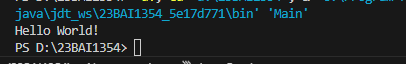 java\jdt_ws\23BAI1354_5e17d771\bin' 'Main'
Hello World!
PS D:\23BAI1354>